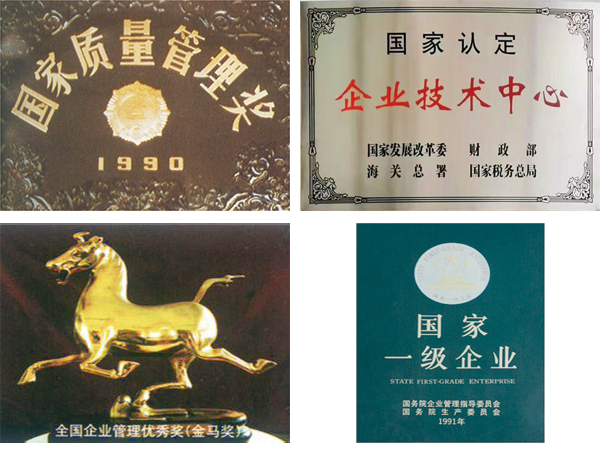 国家质量管理奖
1990
国家认定
企业技术中心
国家发展改革委 财政部
海关总署 国家税务总局
全国企业管理优秀奖(金马奖)
STATE FIRST-GRADE ENTERPRISE
国家
一级企业
STATE FIRST-GRADE ENTERPRISE
国务院企业管理指导委员会
国务院生产委员会
1991年